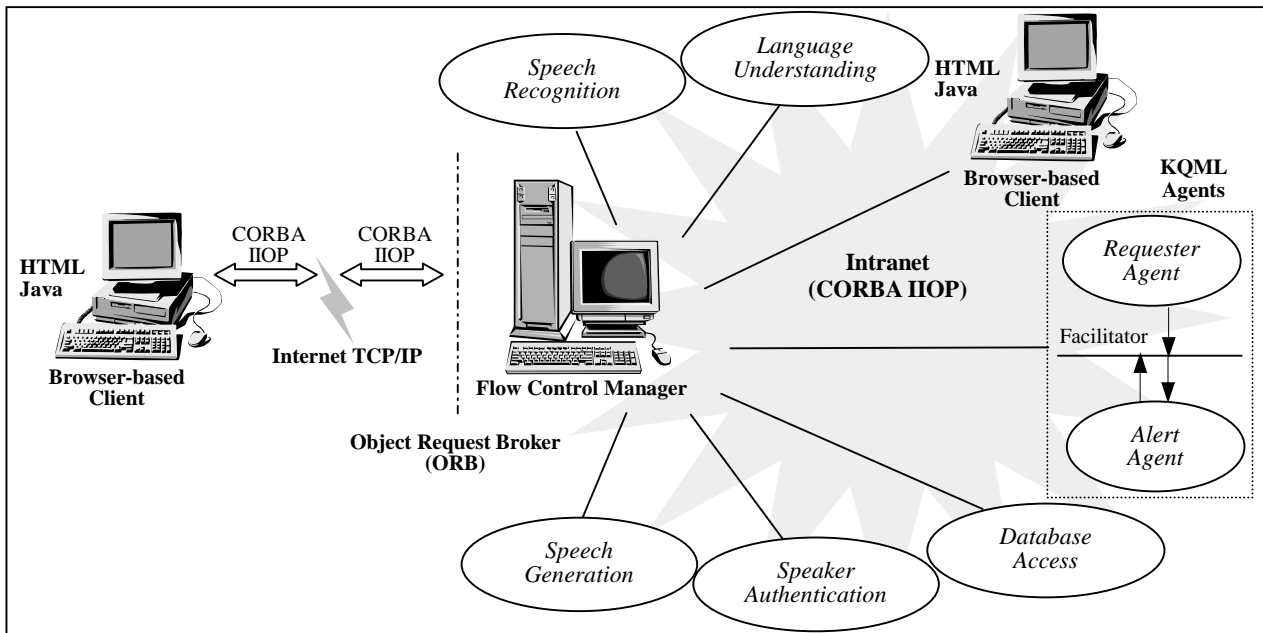 Speech
Recognition
Language
Understanding
HTML
Java
Browser-based
Client
KQML
Agents
CORBA
IIOP
CORBA
IIOP
HTML
Java
Browser-based
Client
Internet TCP/IP
Flow Control Manager
Object Request Broker
(ORB)
Intranet
(CORBA IIOP)
Requester
Agent
Facilitator
Alert
Agent
Speech
Generation
Speaker
Authentication
Database
Access